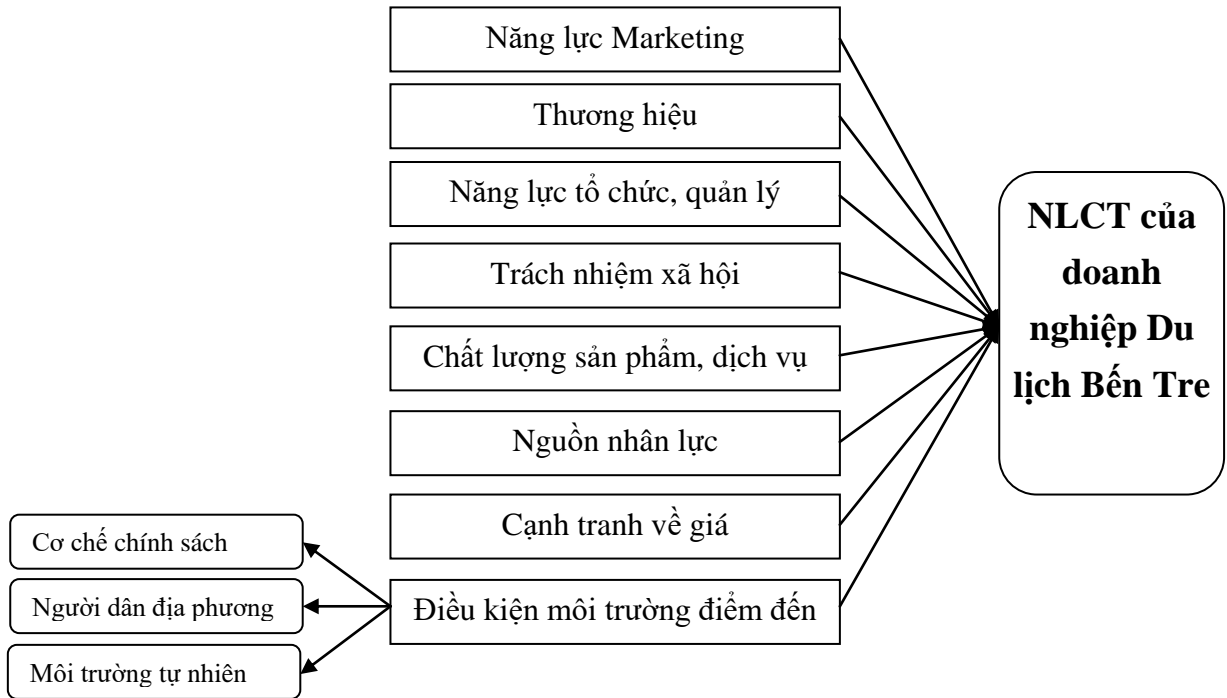 Năng lực Marketing
Thương hiệu
Năng lực tổ chức, quản lý
Trách nhiệm xã hội
Chất lượng sản phẩm, dịch vụ
Nguồn nhân lực
Cạnh tranh về giá
Điều kiện môi trường điểm đến
NLCT của
doanh
nghiệp Du
lịch Bến Tre
Cơ chế chính sách
Người dân địa phương
Môi trường tự nhiên